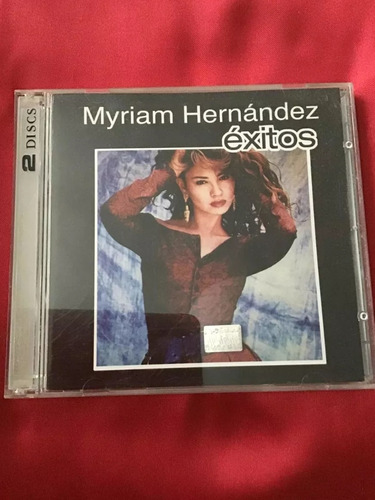 2 DISCS
Myriam Hernández
éxitos